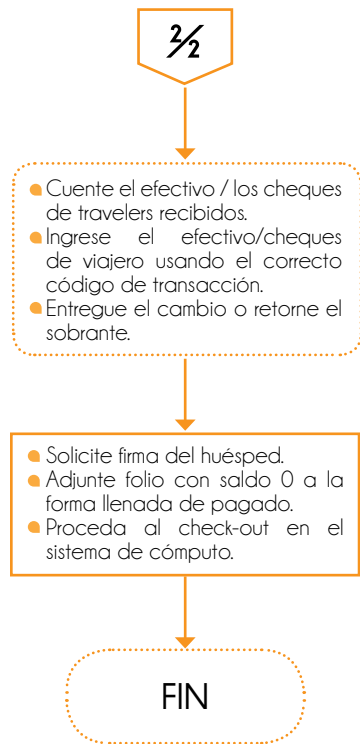 2/2
Cuente el efectivo / los cheques
de travelers recibidos.
Ingrese el efectivo/cheques
de viajero usando el correcto
código de transacción.
Entregue el cambio o retorne el
sobrante.
Solicite firma del huésped.
Adjunte folio con saldo 0 a la
forma llenada de pagado.
Proceda al check-out en el
sistema de cómputo.
FIN